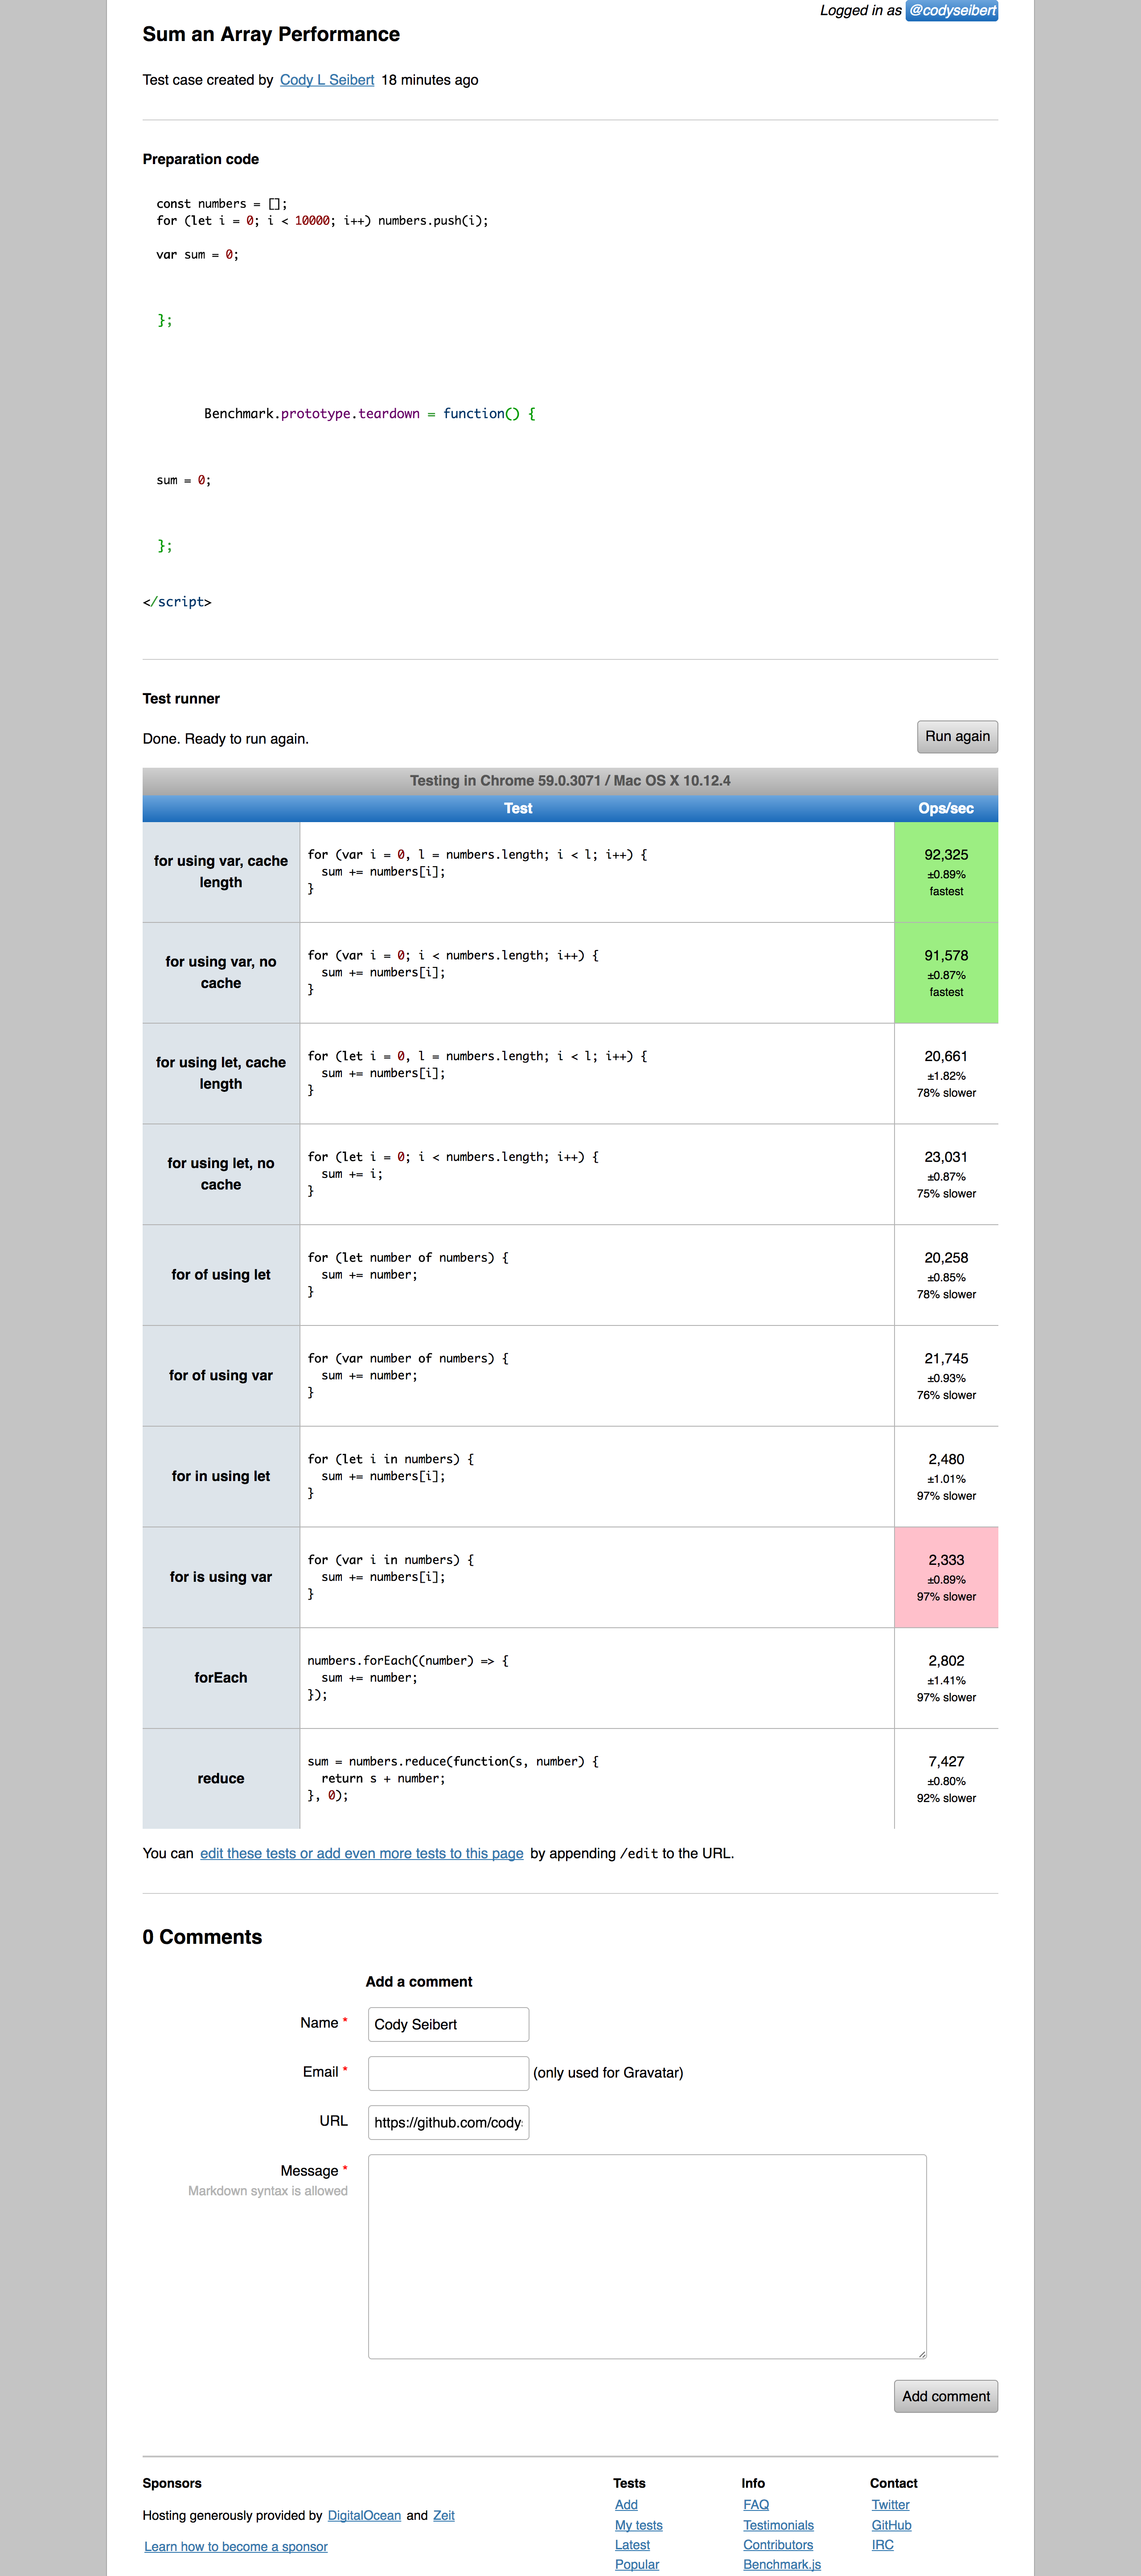 Logged in as @codyseibert
Sum an Array Performance
Test case created by Cody L Seibert 18 minutes ago
Preparation code
const numbers = [];
for (let i = 0; i < 10000; i++) numbers.push(i);
var sum = 0;
};
Benchmark.prototype.teardown = function() {
sum = 0;
};
</script>
Test runner
Done. Ready to run again.
Run again
Testing in Chrome 59.0.3071 / Mac OS X 10.12.4
Test Ops/sec
for using var, cache length
for (var i = 0, l = numbers.length; i < l; i++) {
sum += numbers[i];
}
92,325
±0.89%
fastest
for using var, no cache
for (var i = 0; i < numbers.length; i++) {
sum += numbers[i];
}
91,578
±0.87%
fastest
for using let, cache length
for (let i = 0, l = numbers.length; i < l; i++) {
sum += numbers[i];
}
20,661
±1.82%
78% slower
for using let, no cache
for (let i = 0; i < numbers.length; i++) {
sum += i;
}
23,031
±0.87%
75% slower
for of using let
for (let number of numbers) {
sum += number;
}
20,258
±0.85%
78% slower
for of using var
for (var number of numbers) {
sum += number;
}
21,745
±0.93%
76% slower
for in using let
for (let i in numbers) {
sum += numbers[i];
}
2,480
±1.01%
97% slower
for is using var
for (var i in numbers) {
sum += numbers[i];
}
2,333
±0.89%
97% slower
forEach
numbers.forEach((number) => {
sum += number;
});
2,802
±1.41%
97% slower
reduce
sum = numbers.reduce(function(s, number) {
return s + number;
}, 0);
7,427
±0.80%
92% slower
You can edit these tests or add even more tests to this page by appending /edit to the URL.
0 Comments
Add a comment
Name * Cody Seibert
Email * (only used for Gravatar)
URL https://github.com/cody
Message *
Markdown syntax is allowed
Add comment
Sponsors
Hosting generously provided by DigitalOcean and Zeit
Learn how to become a sponsor
Tests
Add
My tests
Latest
Popular
Info
FAQ
Testimonials
Contributors
Benchmark.js
Contact
Twitter
GitHub
IRC